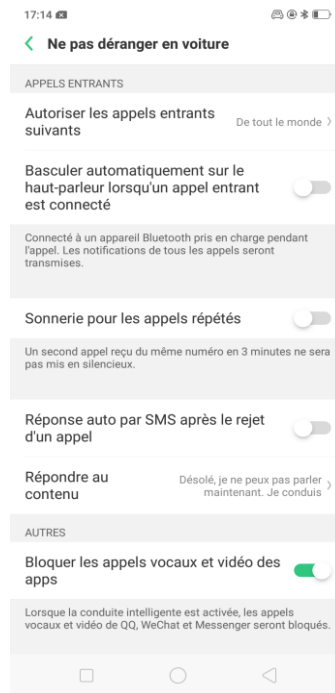 17:14
Ne pas déranger en voiture
APPELS ENTRANTS
Autoriser les appels entrants
suivants
De tout le monde
Basculer automatiquement sur le
haut-parleur lorsqu'un appel entrant
est connecté
Connecté à un appareil Bluetooth pris en charge pendant
l'appel. Les notifications de tous les appels seront
transmises.
Sonnerie pour les appels répétés
Un second appel reçu du même numéro en 3 minutes ne sera
pas mis en silencieux.
Réponse auto par SMS après le rejet
d'un appel
Répondre au
contenu
Désolé, je ne peux pas parler
maintenant. Je conduis
AUTRES
Bloquer les appels vocaux et vidéo des
apps
Lorsque la conduite intelligente est activée, les appels
vocaux et vidéo de QQ, WeChat et Messenger seront bloqués.